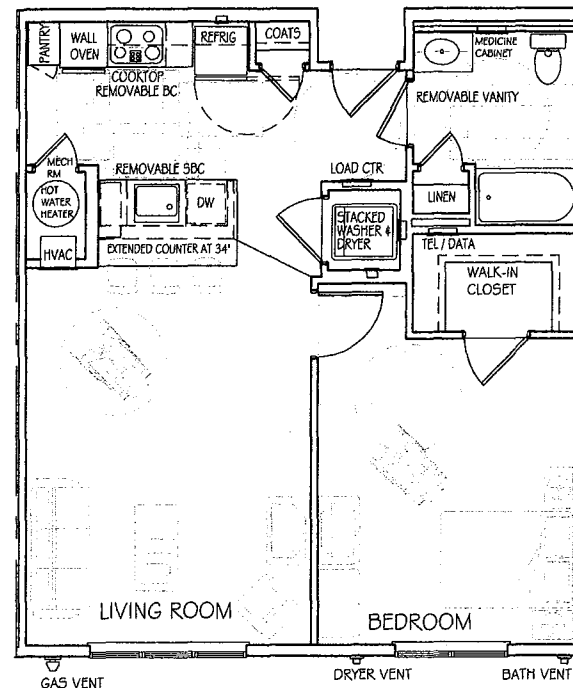 PANTRY
WALL
OVEN
REFRIG
COATS
MEDICINE
CABINET
COOKTOP
REMOVABLE BC
REMOVABLE VANITY
MECH
RM
REMOVABLE SBC
LOAD CTR
HOT
WATER
HEATER
DW
LINEN
STACKED
WASHER &
DRYER
HVAC
EXTENDED COUNTER AT 34"
TEL / DATA
WALK-IN
CLOSET
LIVING ROOM
BEDROOM
GAS VENT
DRYER VENT
BATH VENT